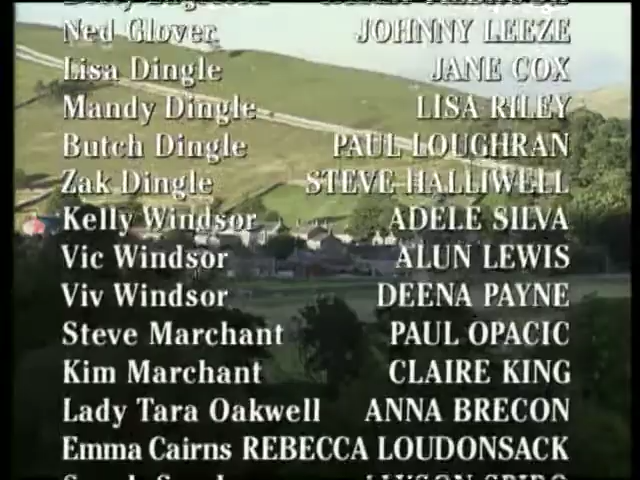 Ned Glover JOHNNY LEEZE
Lisa Dingle JANE COX
Mandy Dingle LISA RILEY
Butch Dingle PAUL LOUGHRAN
Zak Dingle STEVE HALLIWELL
Kelly Windsor ADELE SILVA
Vic Windsor ALUN LEWIS
Viv Windsor DEENA PAYNE
Steve Marchant PAUL OPACIC
Kim Marchant CLAIRE KING
Lady Tara Oakwell ANNA BRECON
Emma Cairns REBECCA LOUDONSACK